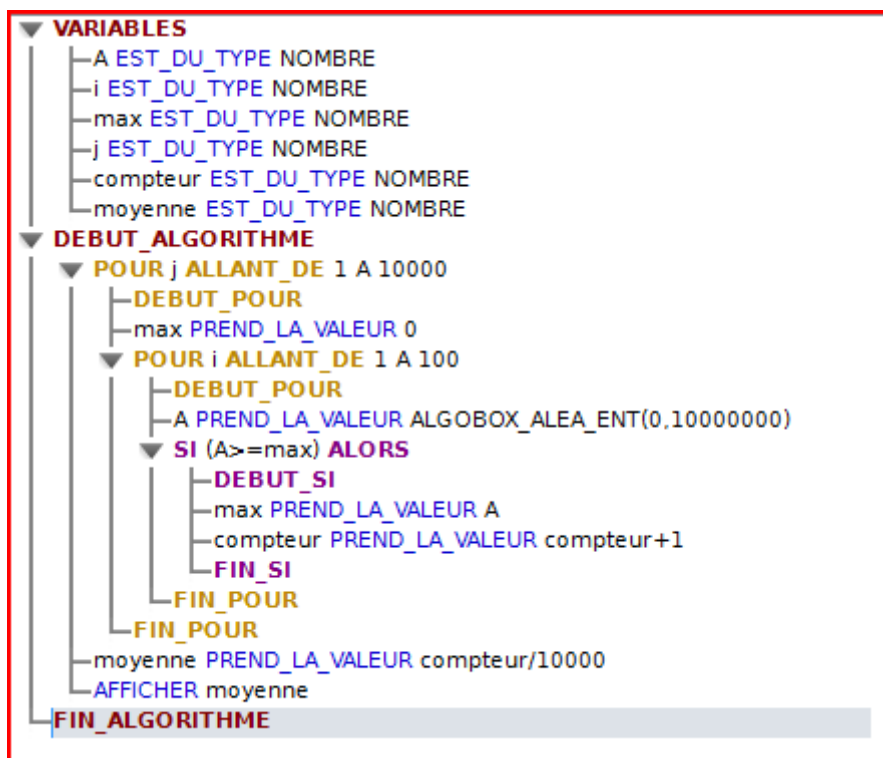 VARIABLES
A EST_DU_TYPE NOMBRE
i EST_DU_TYPE NOMBRE
max EST_DU_TYPE NOMBRE
j EST_DU_TYPE NOMBRE
compteur EST_DU_TYPE NOMBRE
moyenne EST_DU_TYPE NOMBRE
DEBUT_ALGORITHME
POUR j ALLANT_DE 1 A 10000
DEBUT_POUR
max PREND_LA_VALEUR 0
POUR i ALLANT_DE 1 A 100
DEBUT_POUR
A PREND_LA_VALEUR ALGOBOX_ALEA_ENT(0,10000000)
SI (A>=max) ALORS
DEBUT_SI
max PREND_LA_VALEUR A
compteur PREND_LA_VALEUR compteur+1
FIN_SI
FIN_POUR
FIN_POUR
moyenne PREND_LA_VALEUR compteur/10000
AFFICHER moyenne
FIN_ALGORITHME